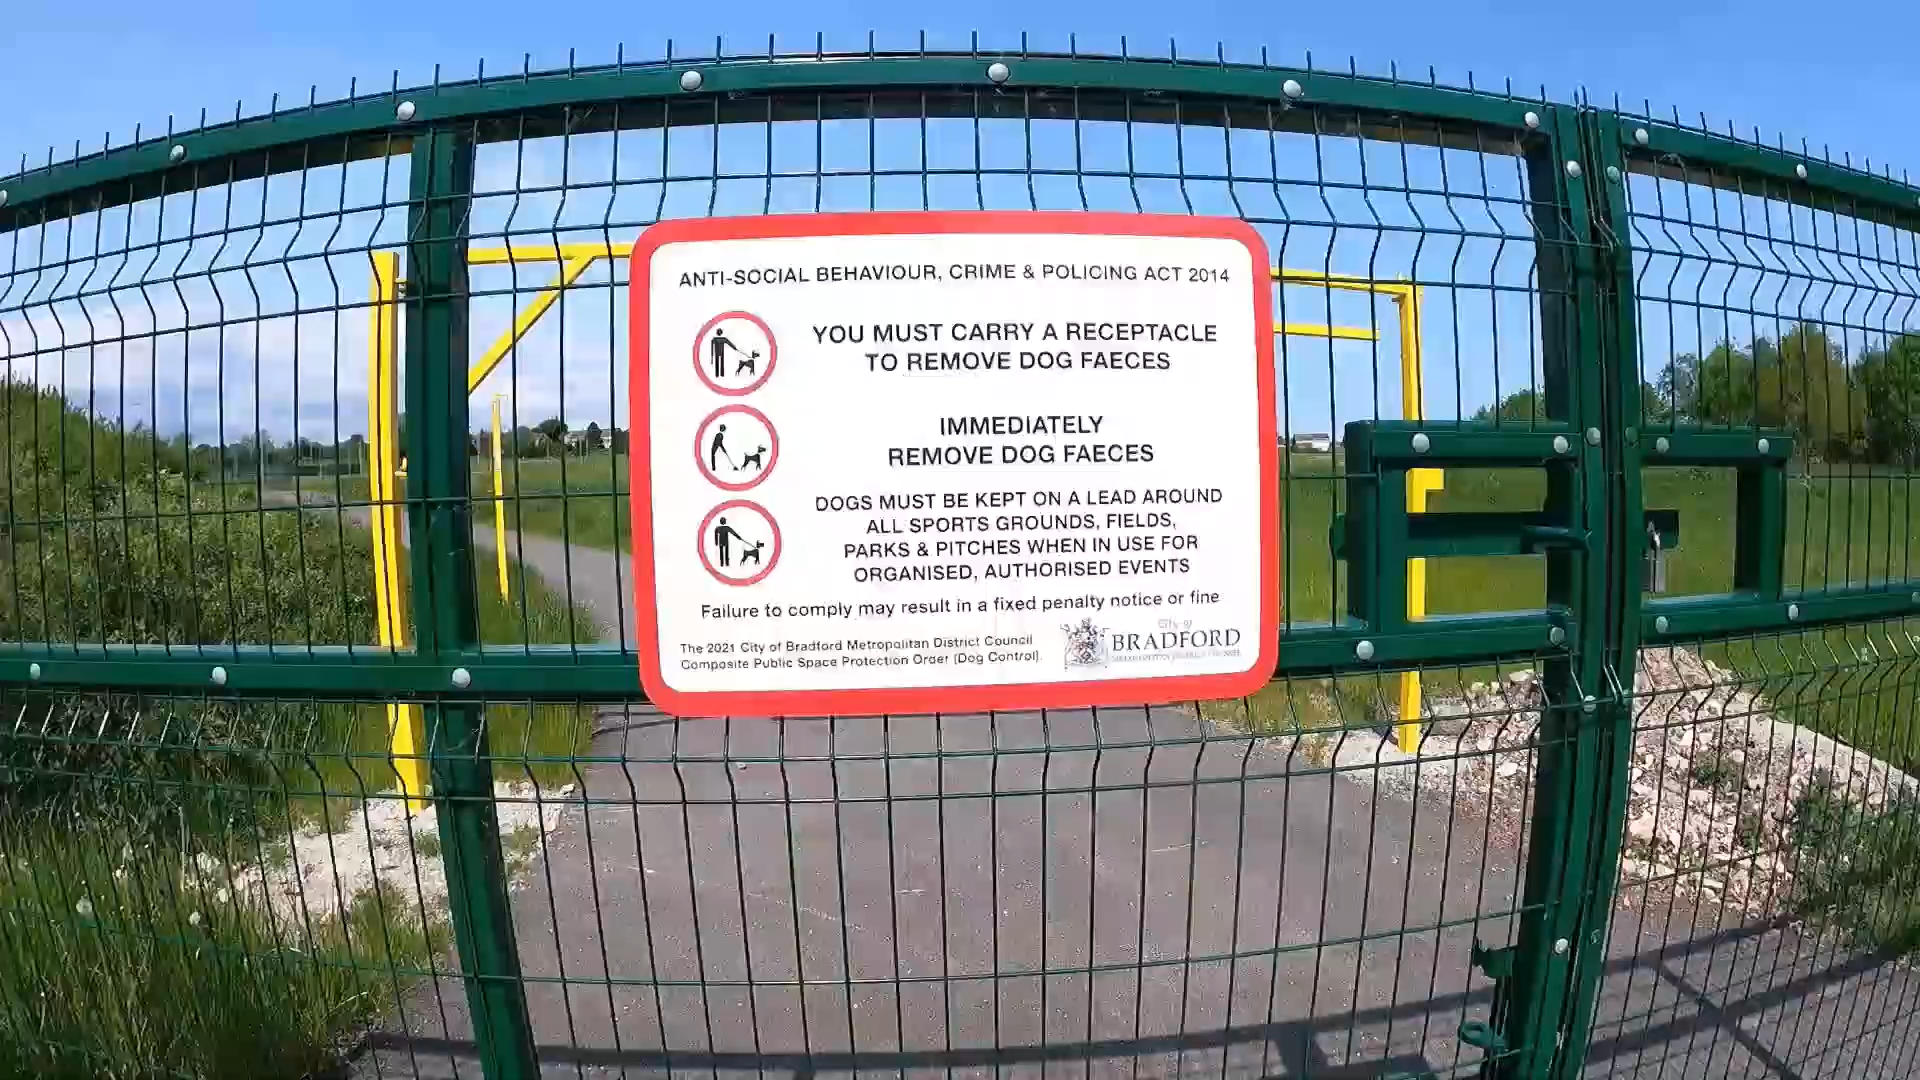 ANTI-SOCIAL BEHAVIOUR, CRIME & POLICING ACT 2014
YOU MUST CARRY A RECEPTACLE
TO REMOVE DOG FAECES
IMMEDIATELY
REMOVE DOG FAECES
DOGS MUST BE KEPT ON A LEAD AROUND
ALL SPORTS GROUNDS, FIELDS,
PARKS & PITCHES WHEN IN USE FOR
ORGANISED, AUTHORISED EVENTS
Failure to comply may result in a fixed penalty notice or fine
The 2021 City of Bradford Metropolitan District Council
Composite Public Space Protection Order (Dog Control).
City of
BRADFORD